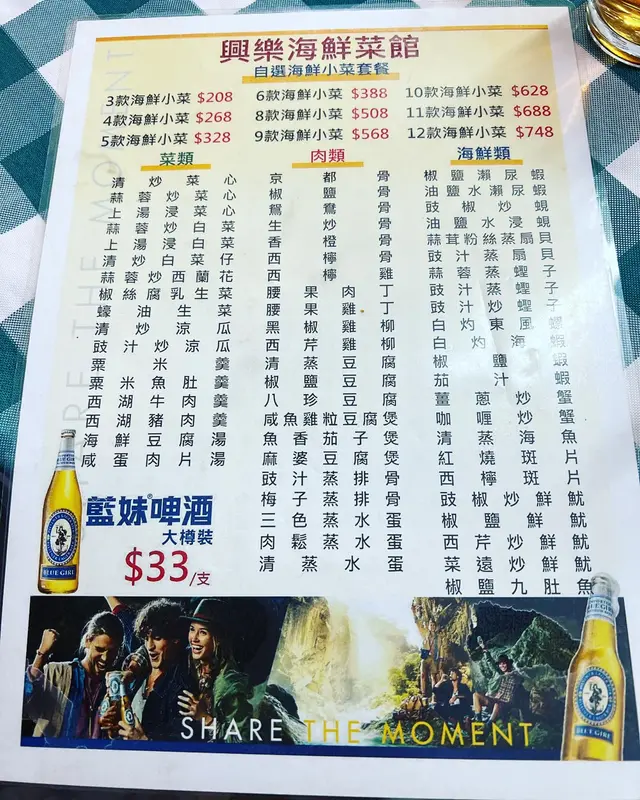 興樂海鮮菜館
自選海鮮小菜套餐
3款海鮮小菜 $208
4款海鮮小菜 $268
5款海鮮小菜 $328
6款海鮮小菜 $388
8款海鮮小菜 $508
9款海鮮小菜 $568
10款海鮮小菜 $628
11款海鮮小菜 $688
12款海鮮小菜 $748
菜類
清炒菜心
蒜蓉炒菜心
上湯浸菜心
蒜蓉炒白菜
上湯浸白菜
清炒白菜仔
蒜蓉炒西蘭花
椒絲腐乳生菜
蠔油生菜
清炒涼瓜
豉汁炒涼瓜
粟米羹
粟米魚肚羹
西湖牛肉羹
西湖豬肉羹
海鮮豆腐湯
咸蛋肉片湯
肉類
京都骨
椒鹽骨
鴛鴦骨
生炒骨
香橙骨
西檸骨
西檸雞
腰果肉丁
腰果雞丁
黑椒雞柳
西芹雞柳
清蒸豆腐
椒鹽豆腐
八珍豆腐
咸魚雞粒豆腐煲
魚香茄子煲
麻婆豆腐煲
豉汁蒸排骨
梅子蒸排骨
三色蒸水蛋
肉鬆蒸水蛋
清蒸水蛋
海鮮類
椒鹽瀨尿蝦
油鹽水瀨尿蝦
豉椒炒蜆
油鹽水浸蜆
蒜茸粉絲蒸扇貝
豉汁蒸扇貝
蒜蓉蒸蟶子
豉汁蒸蟶子
豉汁炒蟶子
白灼東風螺
白灼海蝦
椒鹽蝦
茄汁蝦
薑蔥炒蟹
咖喱炒蟹
清蒸海魚
紅燒斑片
西檸斑片
豉椒炒鮮魷
椒鹽鮮魷
西芹炒鮮魷
菜遠炒鮮魷
椒鹽九肚魚
藍妹®啤酒
大樽裝
$33/支
BLUE GIRL
SHARE THE MOMENT
BLUE GIRL